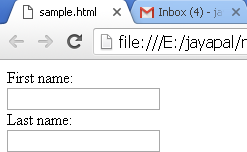 sample.html
Inbox (4) - ja
file:///E:/jayapal/
First name:
Last name: